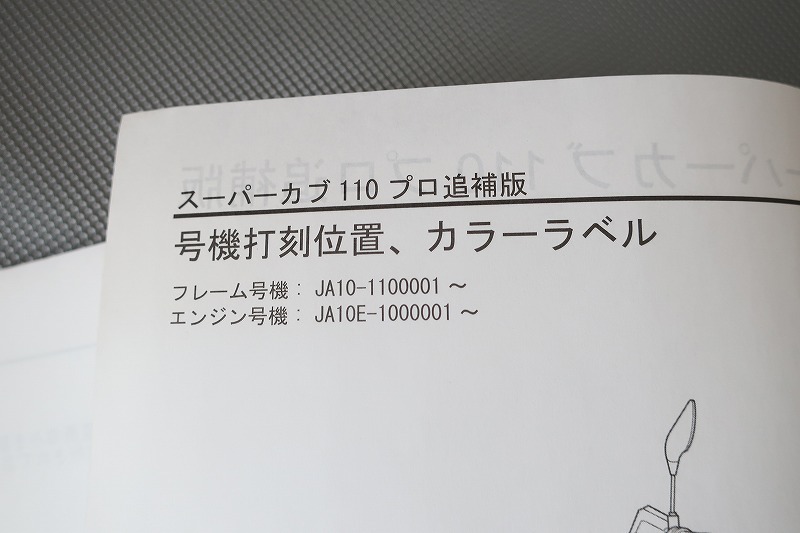 スーパーカブ 110 プロ追補版
号機打刻位置、カラーラベル
フレーム号機： JA10-1100001 ～
エンジン号機： JA10E-1000001 ～